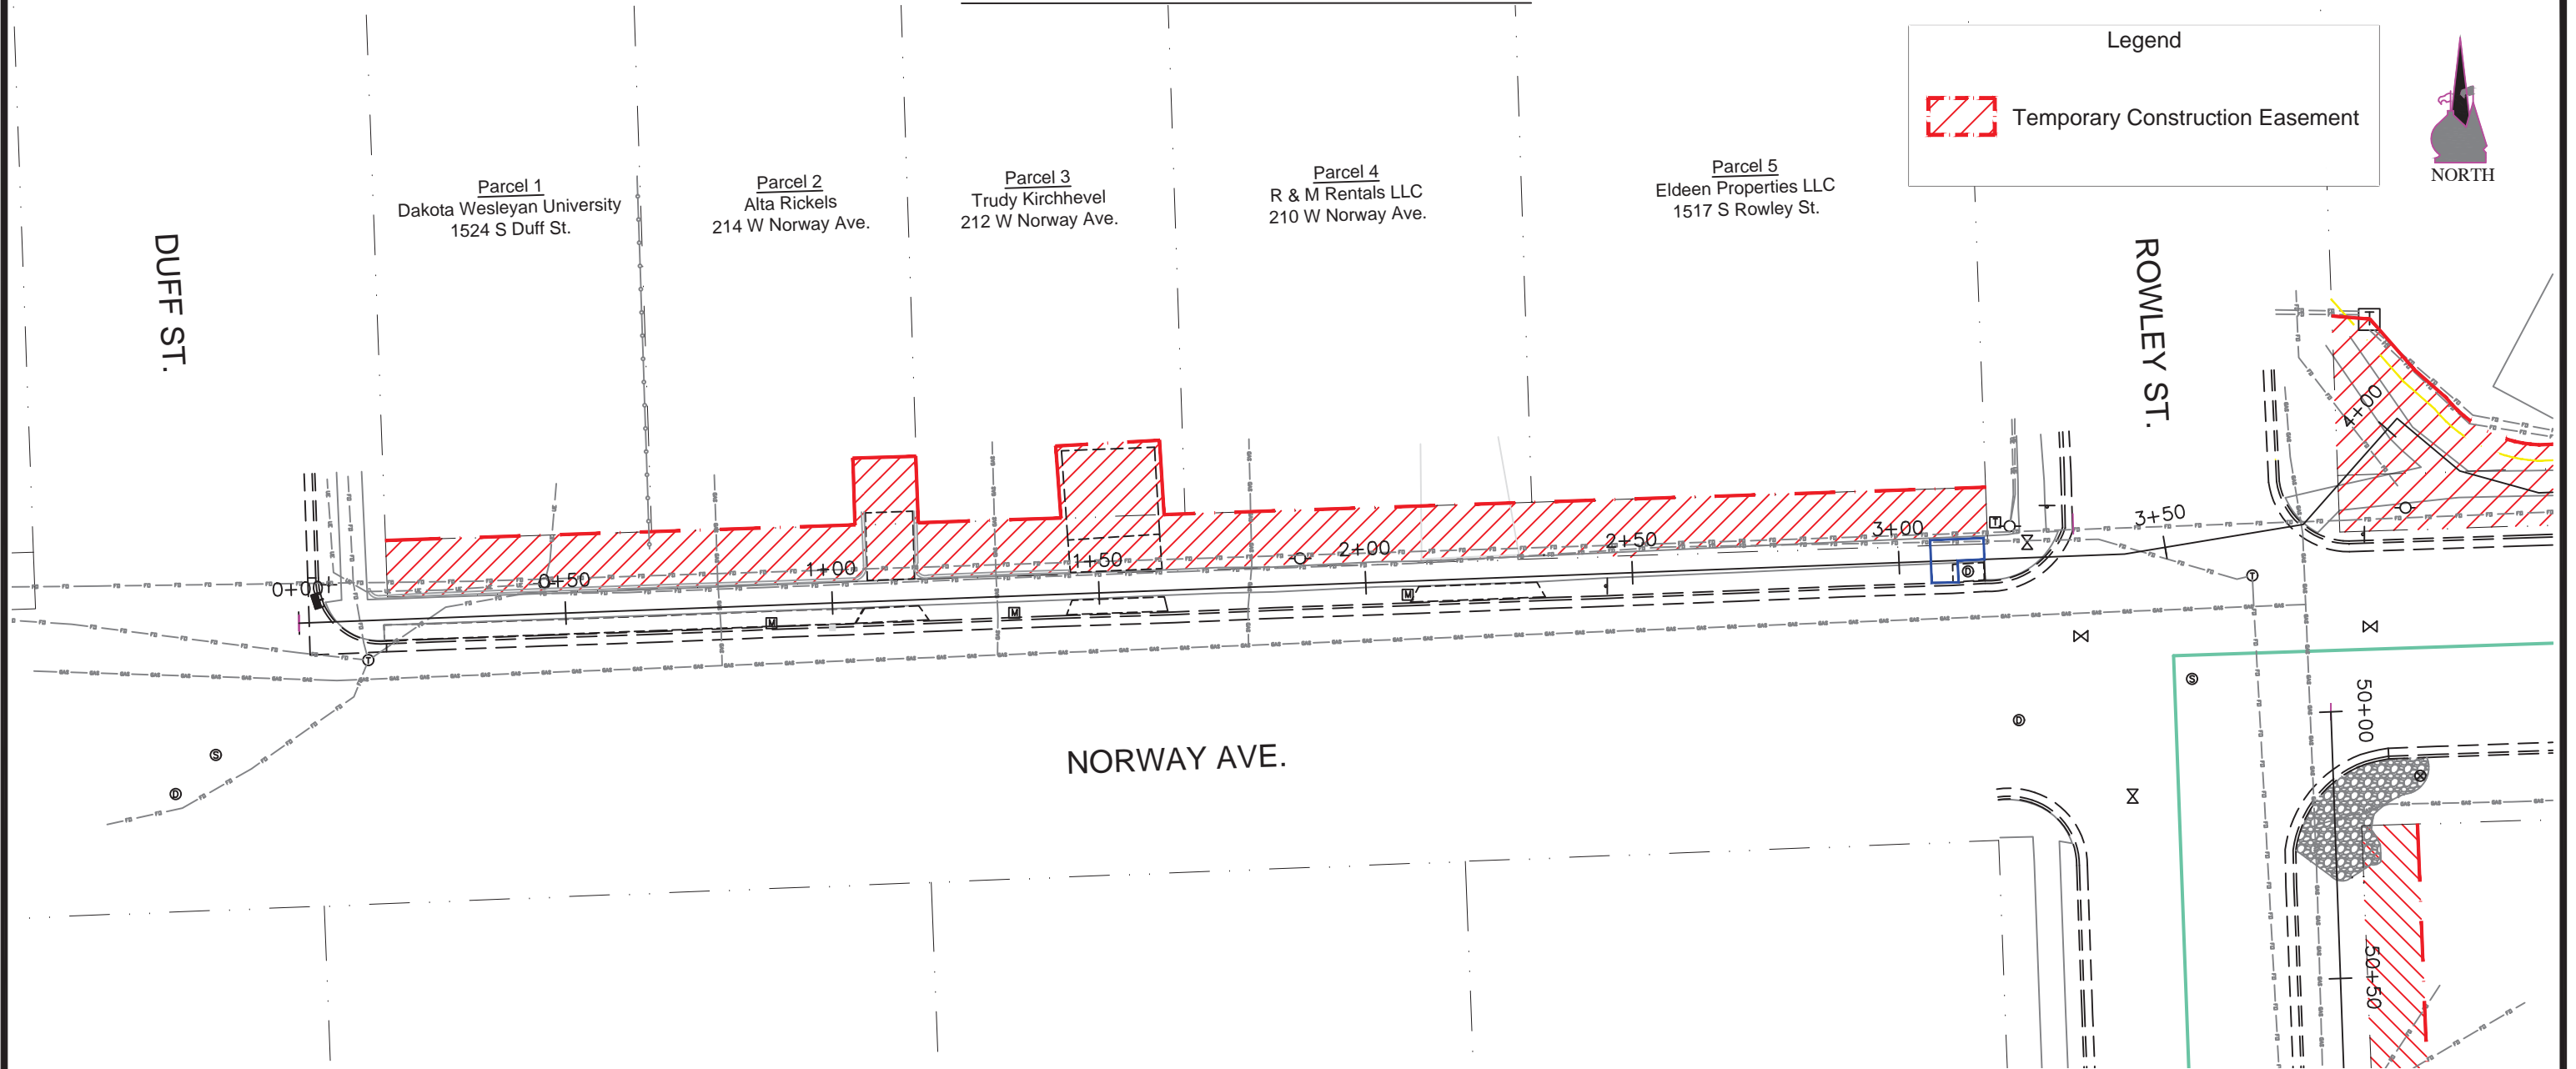 Legend
Temporary Construction Easement
NORTH
Parcel 1
Dakota Wesleyan University
1524 S Duff St.
Parcel 2
Alta Rickels
214 W Norway Ave.
Parcel 3
Trudy Kirchhevel
212 W Norway Ave.
Parcel 4
R & M Rentals LLC
210 W Norway Ave.
Parcel 5
Eldeen Properties LLC
1517 S Rowley St.
DUFF ST.
ROWLEY ST.
0+00
0+50
1+00
1+50
2+00
2+50
3+00
3+50
4+00
NORWAY AVE.
50+00
50+50